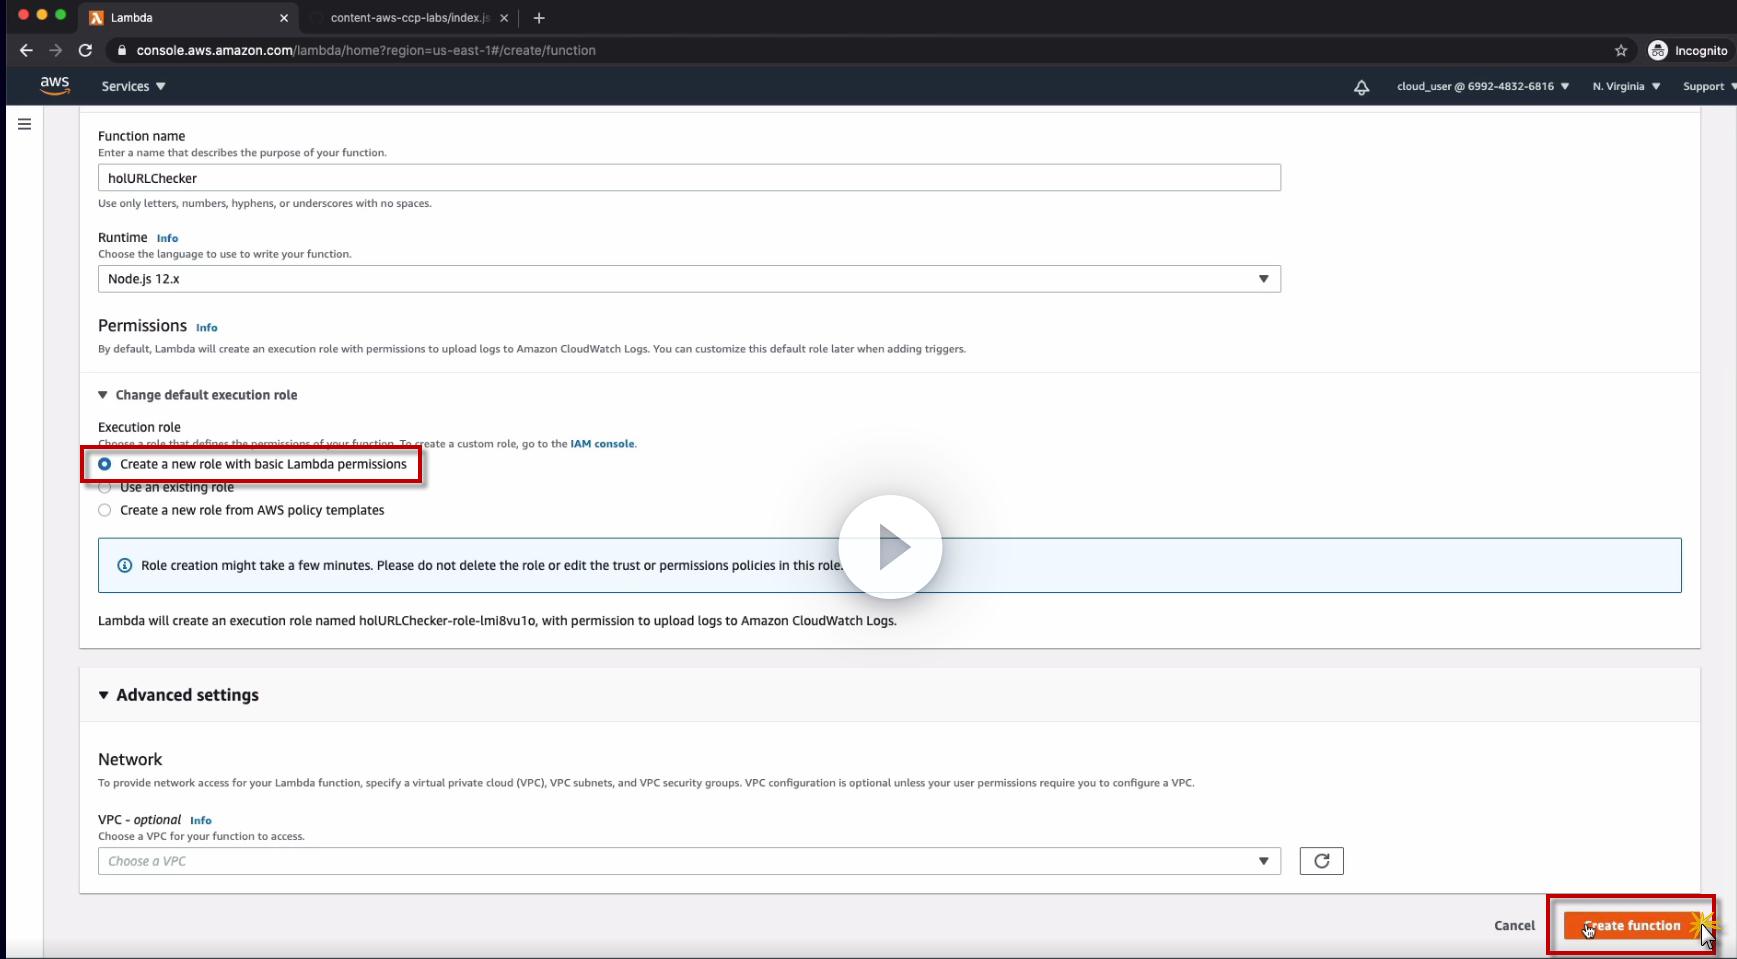 Lambda
content-aws-ccp-labs/index.js
console.aws.amazon.com/lambda/home?region=us-east-1#/create/function
Incognito
aws
Services
cloud_user @ 6992-4832-6816
N. Virginia
Support
Function name
Enter a name that describes the purpose of your function.
holURLChecker
Use only letters, numbers, hyphens, or underscores with no spaces.
Runtime Info
Choose the language to use to write your function.
Node.js 12.x
Permissions Info
By default, Lambda will create an execution role with permissions to upload logs to Amazon CloudWatch Logs. You can customize this default role later when adding triggers.
Change default execution role
Execution role
Choose a role that defines the permissions of your function. To create a custom role, go to the IAM console.
Create a new role with basic Lambda permissions
Use an existing role
Create a new role from AWS policy templates
Role creation might take a few minutes. Please do not delete the role or edit the trust or permissions policies in this role.
Lambda will create an execution role named holURLChecker-role-lmi8vu1o, with permission to upload logs to Amazon CloudWatch Logs.
Advanced settings
Network
To provide network access for your Lambda function, specify a virtual private cloud (VPC), VPC subnets, and VPC security groups. VPC configuration is optional unless your user permissions require you to configure a VPC.
VPC - optional Info
Choose a VPC for your function to access.
Choose a VPC
Cancel
Create function